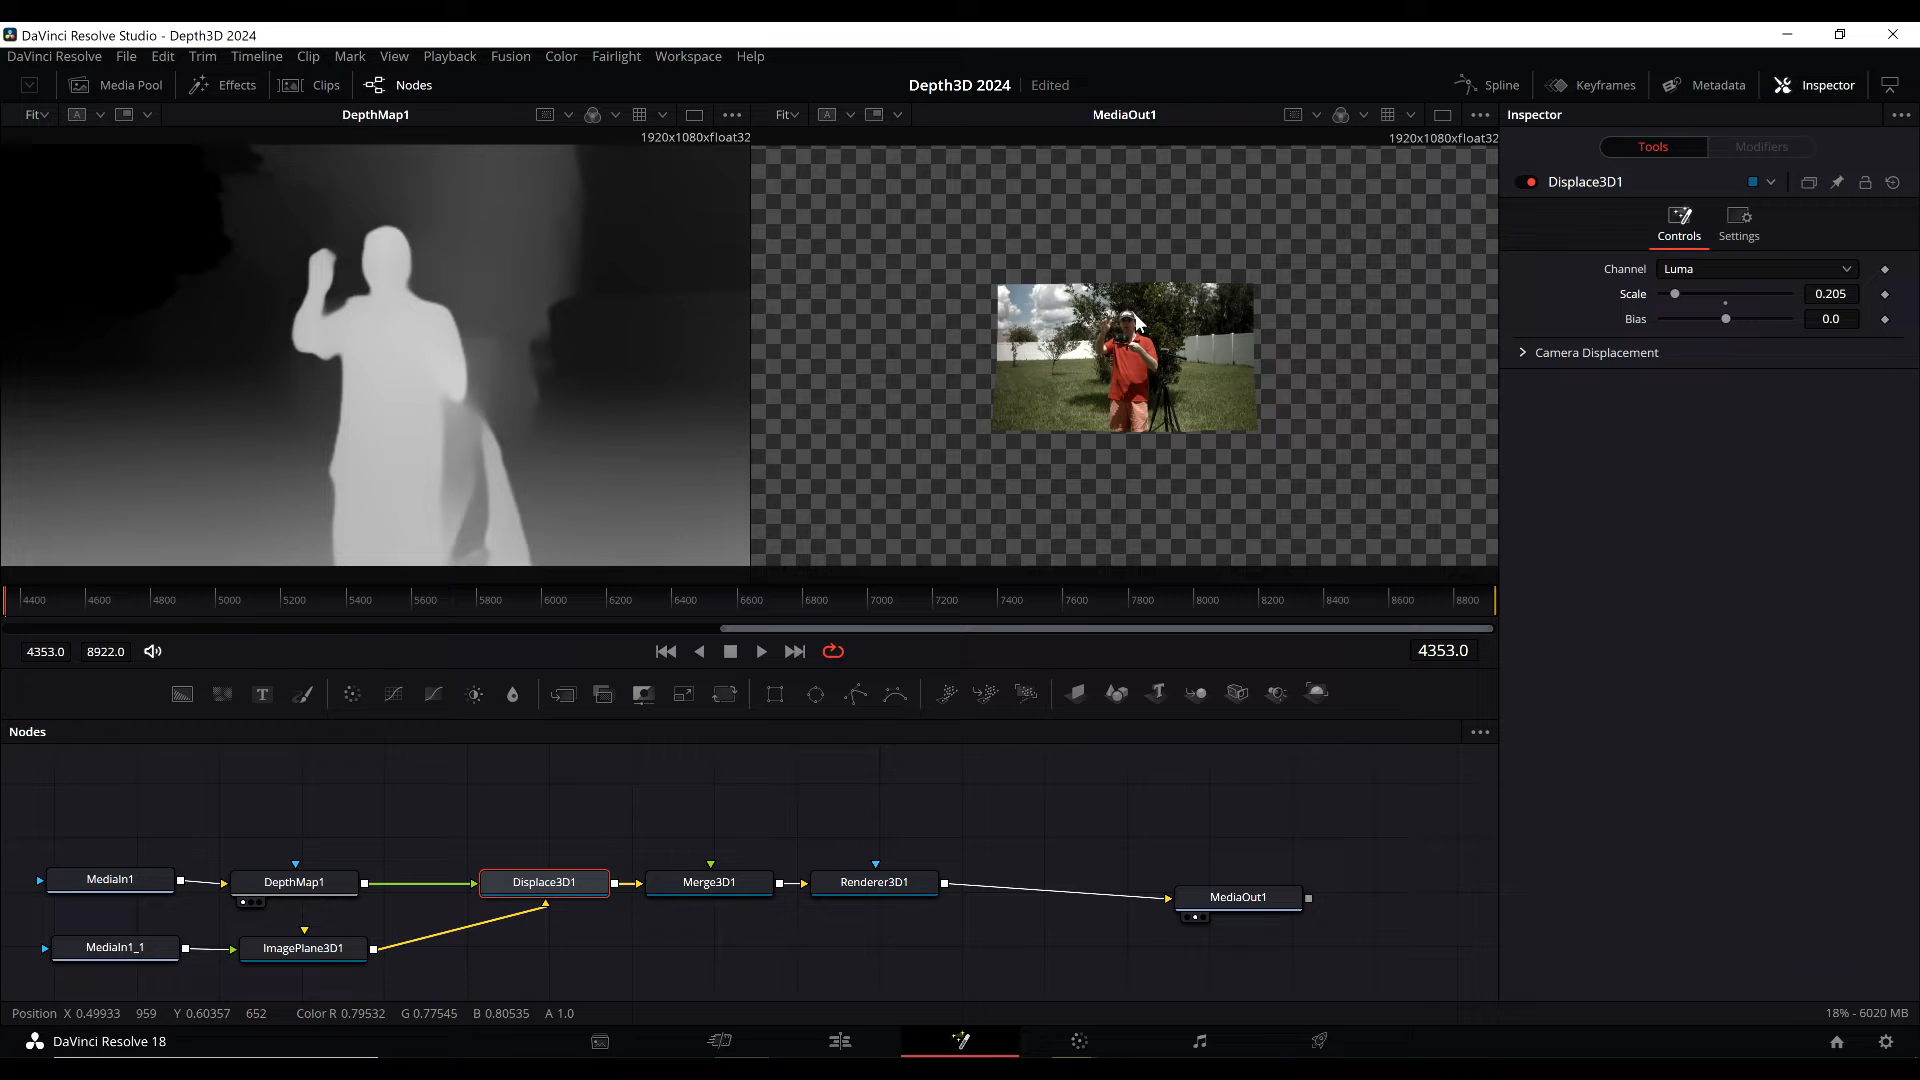 DaVinci Resolve Studio - Depth3D 2024
DaVinci Resolve File Edit Trim Timeline Clip Mark View Playback Fusion Color Fairlight Workspace Help
Media Pool Effects Clips Nodes Depth3D 2024 Edited Spline Keyframes Metadata Inspector
Fit A DepthMap1 Fit A MediaOut1 Inspector
1920x1080xfloat32 1920x1080xfloat32
Tools Modifiers
Displace3D1
Controls Settings
Channel Luma
Scale 0.205
Bias 0.0
Camera Displacement
4400 4600 4800 5000 5200 5400 5600 5800 6000 6200 6400 6600 6800 7000 7200 7400 7600 7800 8000 8200 8400 8600 8800
4353.0 8922.0 4353.0
T T
Nodes
MediaIn1 DepthMap1 Displace3D1 Merge3D1 Renderer3D1 MediaOut1
MediaIn1_1 ImagePlane3D1
Position X 0.49933 959 Y 0.60357 652 Color R 0.79532 G 0.77545 B 0.80535 A 1.0 18% - 6020 MB
DaVinci Resolve 18